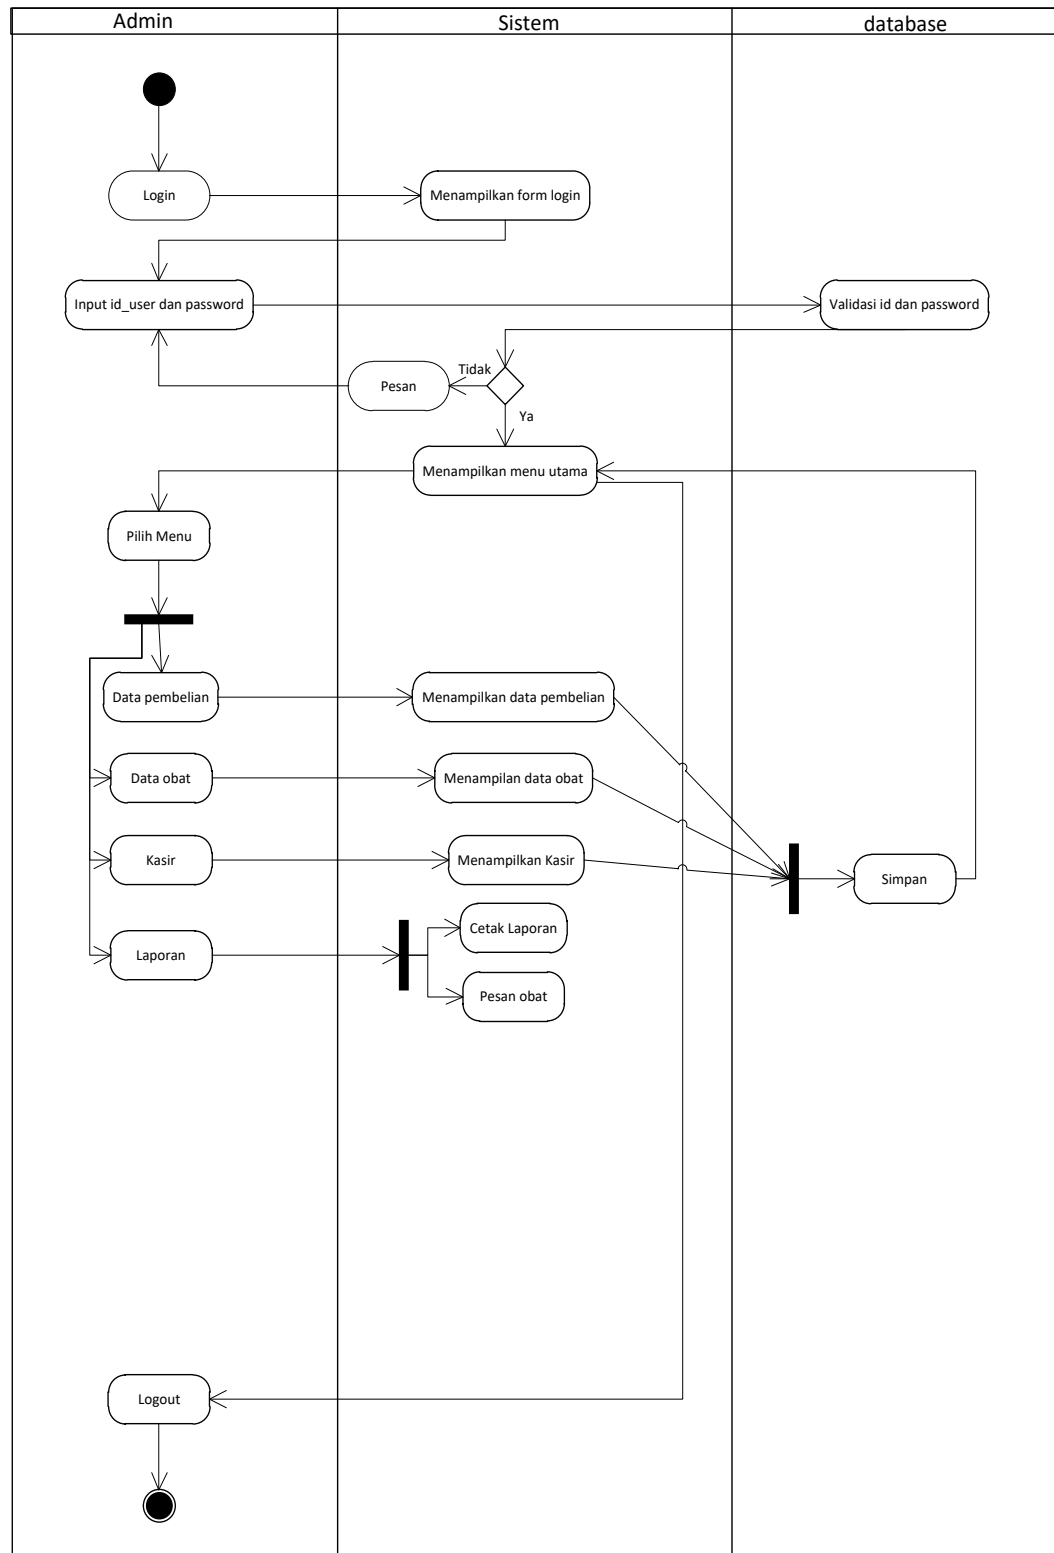 Admin
Sistem
database
Login
Menampilkan form login
Input id_user dan password
Validasi id dan password
Tidak
Pesan
Ya
Menampilkan menu utama
Pilih Menu
Data pembelian
Menampilkan data pembelian
Data obat
Menampilan data obat
Kasir
Menampilkan Kasir
Simpan
Cetak Laporan
Laporan
Pesan obat
Logout